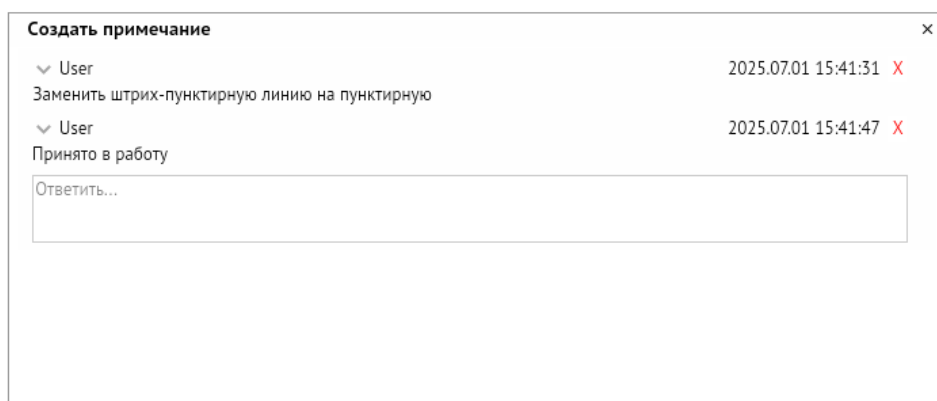 Создать примечание ×
User 2025.07.01 15:41:31 X
Заменить штрих-пунктирную линию на пунктирную
User 2025.07.01 15:41:47 X
Принято в работу
Ответить...